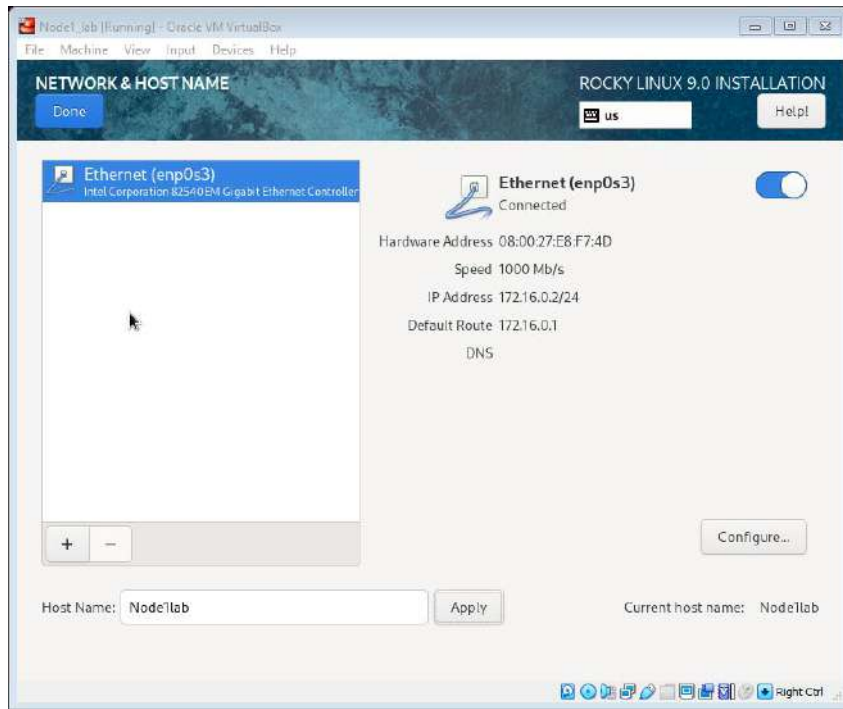 Node1_lab [Running] - Oracle VM VirtualBox
File Machine View Input Devices Help
NETWORK & HOST NAME
ROCKY LINUX 9.0 INSTALLATION
Done
us
Help!
Ethernet (enp0s3)
Intel Corporation 82540EM Gigabit Ethernet Controller
Ethernet (enp0s3)
Connected
Hardware Address 08:00:27:E8:F7:4D
Speed 1000 Mb/s
IP Address 172.16.0.2/24
Default Route 172.16.0.1
DNS
+ −
Configure...
Host Name: Node1lab Apply Current host name: Node1lab
Right Ctrl